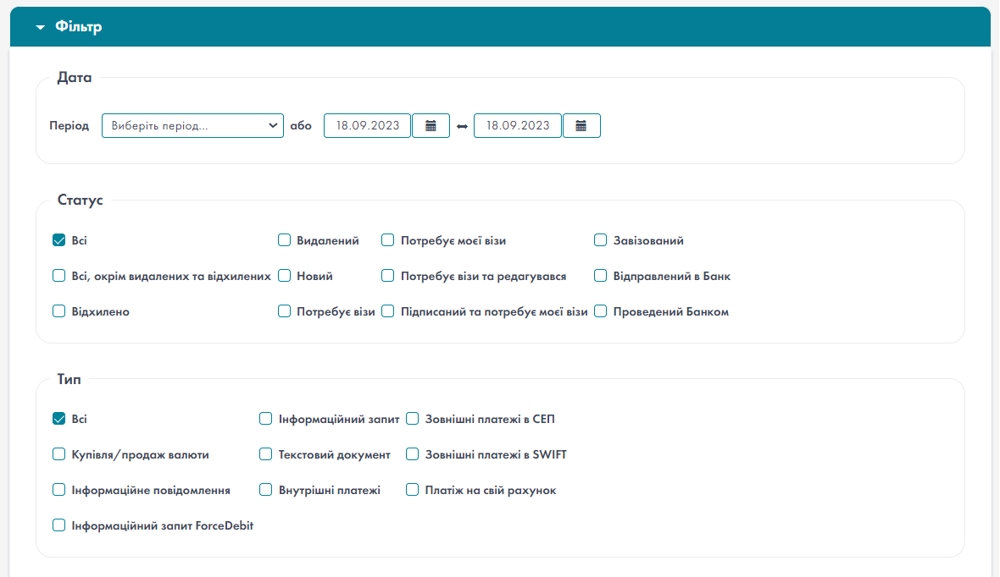 Фільтр
Дата
Період Виберіть період... або 18.09.2023 18.09.2023
Статус
Всі Видалений Потребує моєї візи Завізований
Всі, окрім видалених та відхилених Новий Потребує візи та редагувався Відправлений в Банк
Відхилено Потребує візи Підписаний та потребує моєї візи Проведений Банком
Тип
Всі Інформаційний запит Зовнішні платежі в СЕП
Купівля/продаж валюти Текстовий документ Зовнішні платежі в SWIFT
Інформаційне повідомлення Внутрішні платежі Платіж на свій рахунок
Інформаційний запит ForceDebit